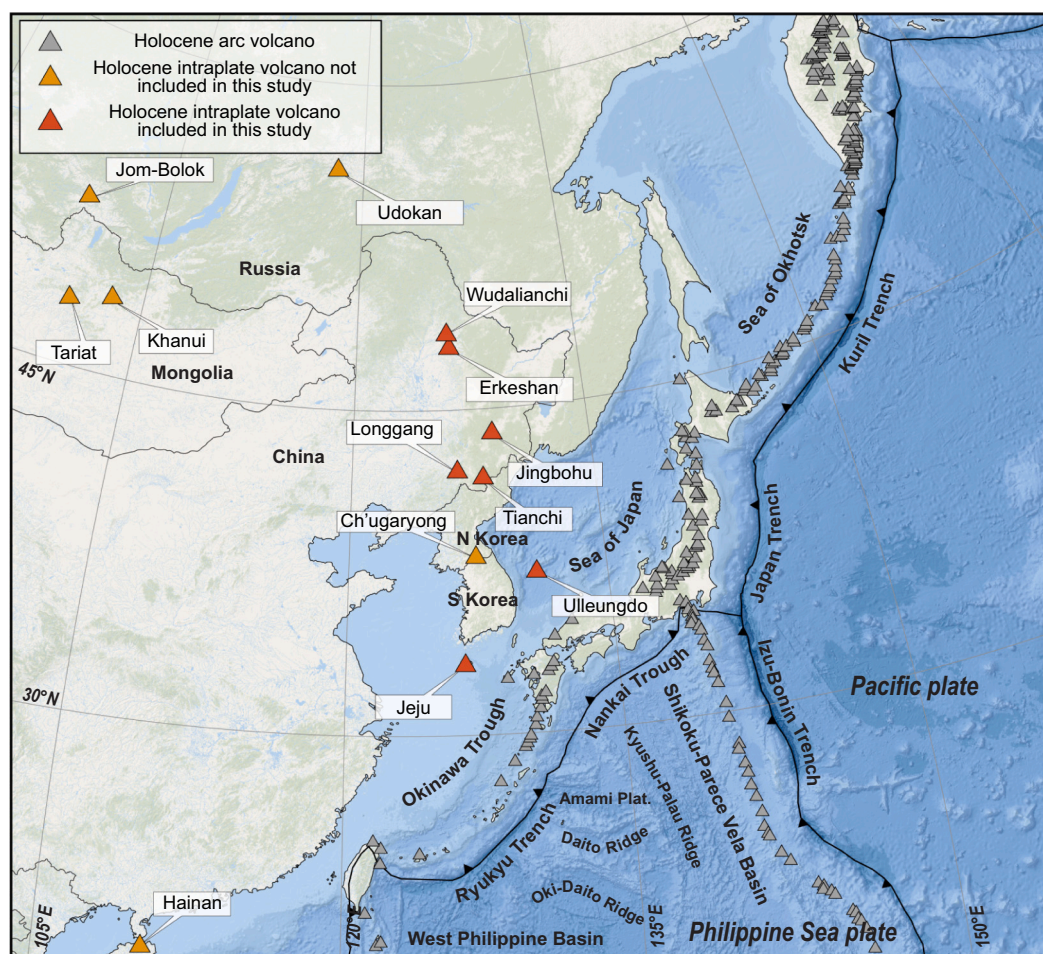 Holocene arc volcano
Holocene intraplate volcano not
included in this study
Holocene intraplate volcano
included in this study
Jom-Bolok
Udokan
Russia
Sea of Okhotsk
Wudalianchi
Kuril Trench
Tariat
Khanui
Mongolia
45°N
Erkeshan
Longgang
China
Jingbohu
Tianchi
Ch'ugaryong
N Korea
Sea of Japan
Japan Trench
S Korea
Ulleungdo
Jeju
30°N
Nankai Trough
Izu-Bonin Trench
Pacific plate
Okinawa Trough
Shikoku-Parece Vela Basin
Kyushu-Palau Ridge
Amami Plat.
Ryukyu Trench
Daito Ridge
Oki-Daito Ridge
Hainan
105°E
120°E
135°E
150°E
West Philippine Basin
Philippine Sea plate